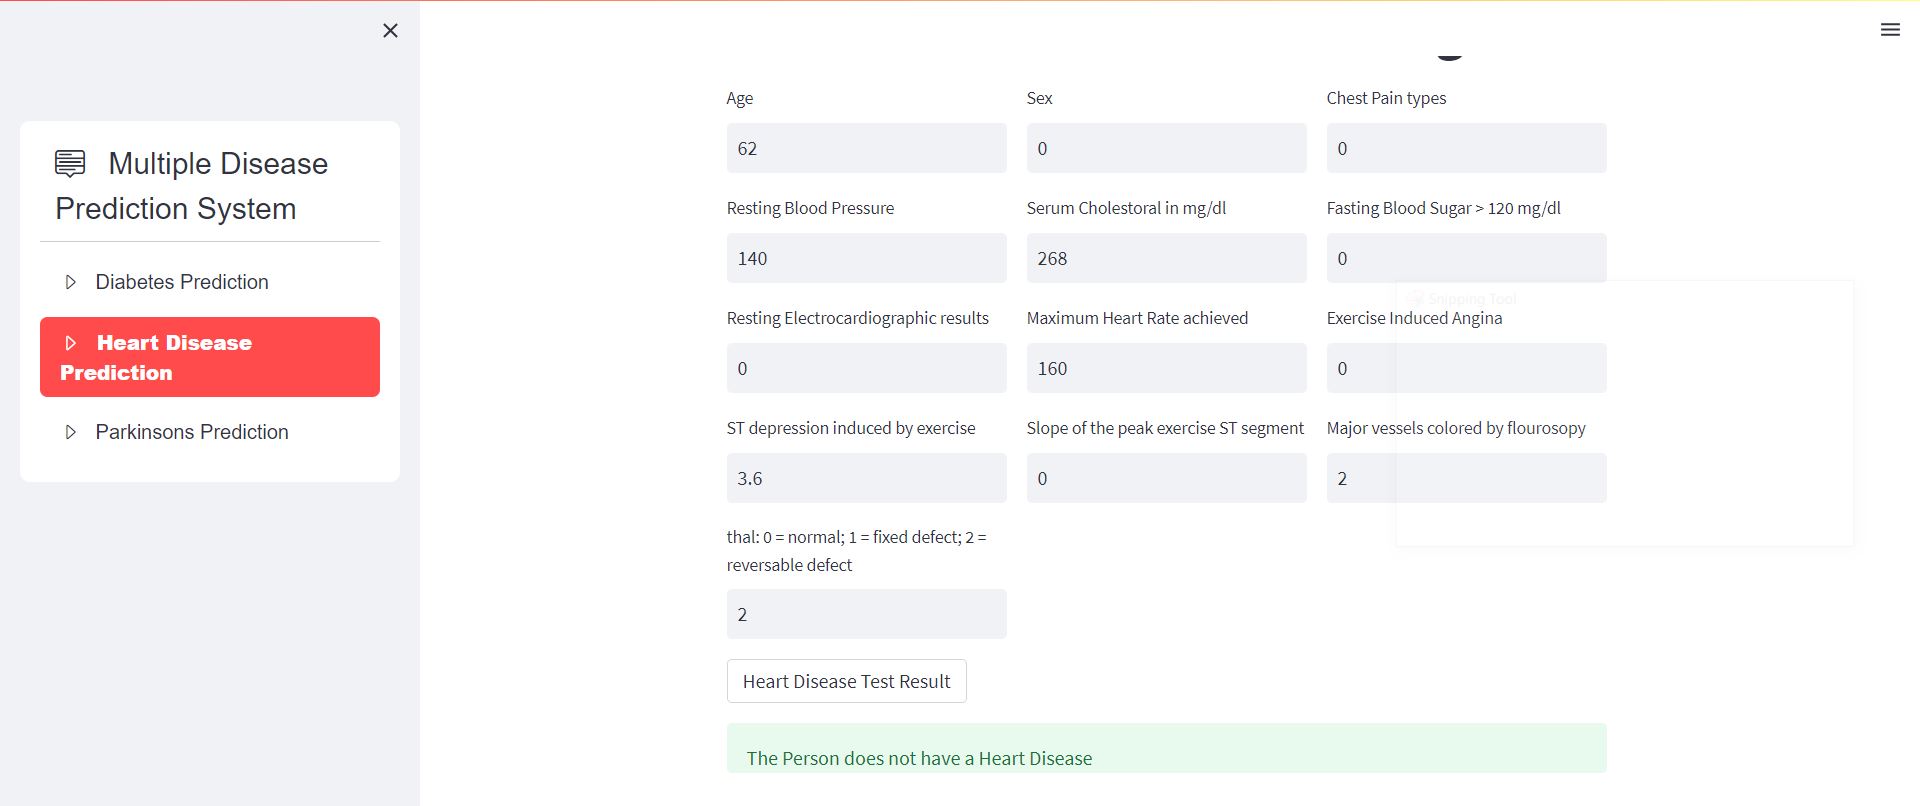 Multiple Disease
Prediction System
Diabetes Prediction
Heart Disease
Prediction
Parkinsons Prediction
Age
Sex
Chest Pain types
62
0
0
Resting Blood Pressure
Serum Cholestoral in mg/dl
Fasting Blood Sugar > 120 mg/dl
140
268
0
Snipping Tool
Resting Electrocardiographic results
Maximum Heart Rate achieved
Exercise Induced Angina
0
160
0
ST depression induced by exercise
Slope of the peak exercise ST segment
Major vessels colored by flourosopy
3.6
0
2
thal: 0 = normal; 1 = fixed defect; 2 =
reversable defect
2
Heart Disease Test Result
The Person does not have a Heart Disease